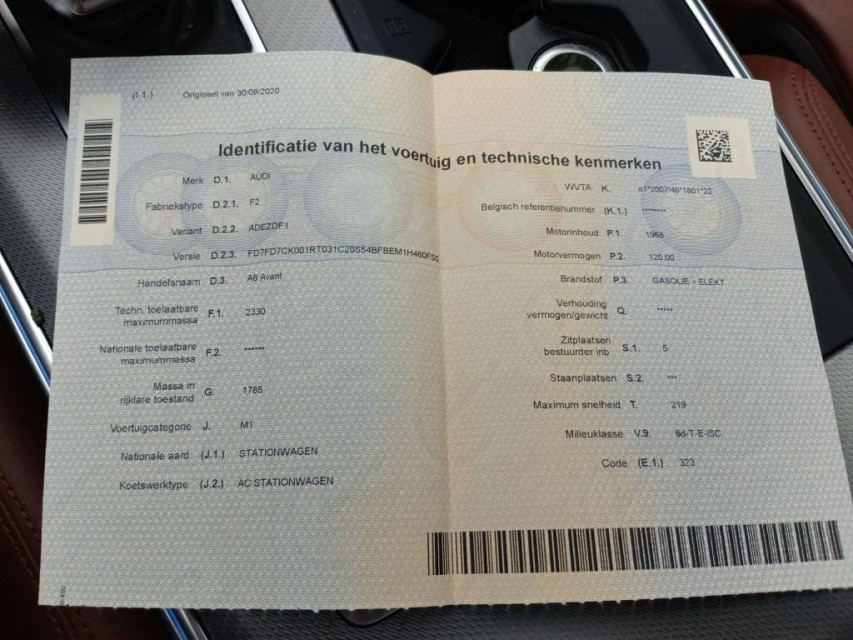 (I.1.) Origineel van 30/09/2020
Identificatie van het voertuig en technische kenmerken
Merk D.1. AUDI
Fabriekstype D.2.1. F2
Variant D.2.2. ADEZDF1
Versie D.2.3. FD7FD7CK001RT031C20S54BFBEM1H460FS0
Handelsnaam D.3. A6 Avant
Techn. toelaatbare
maximummassa F.1. 2330
Nationale toelaatbare
maximummassa F.2. ******
Massa in
rijklare toestand G. 1785
Voertuigcategorie J. M1
Nationale aard (J.1.) STATIONWAGEN
Koetswerktype (J.2.) AC STATIONWAGEN
WVTA K. e1*2007/46*1801*22
Belgisch referentienummer (K.1.) ********
Motorinhoud P.1. 1968
Motorvermogen P.2. 120,00
Brandstof P.3. GASOLIE + ELEKT
Verhouding
vermogen/gewicht Q. *****
Zitplaatsen
bestuurder inb. S.1. 5
Staanplaatsen S.2. ***
Maximum snelheid T. 219
Milieuklasse V.9. 6d-T-E-ISC
Code (E.1.) 323